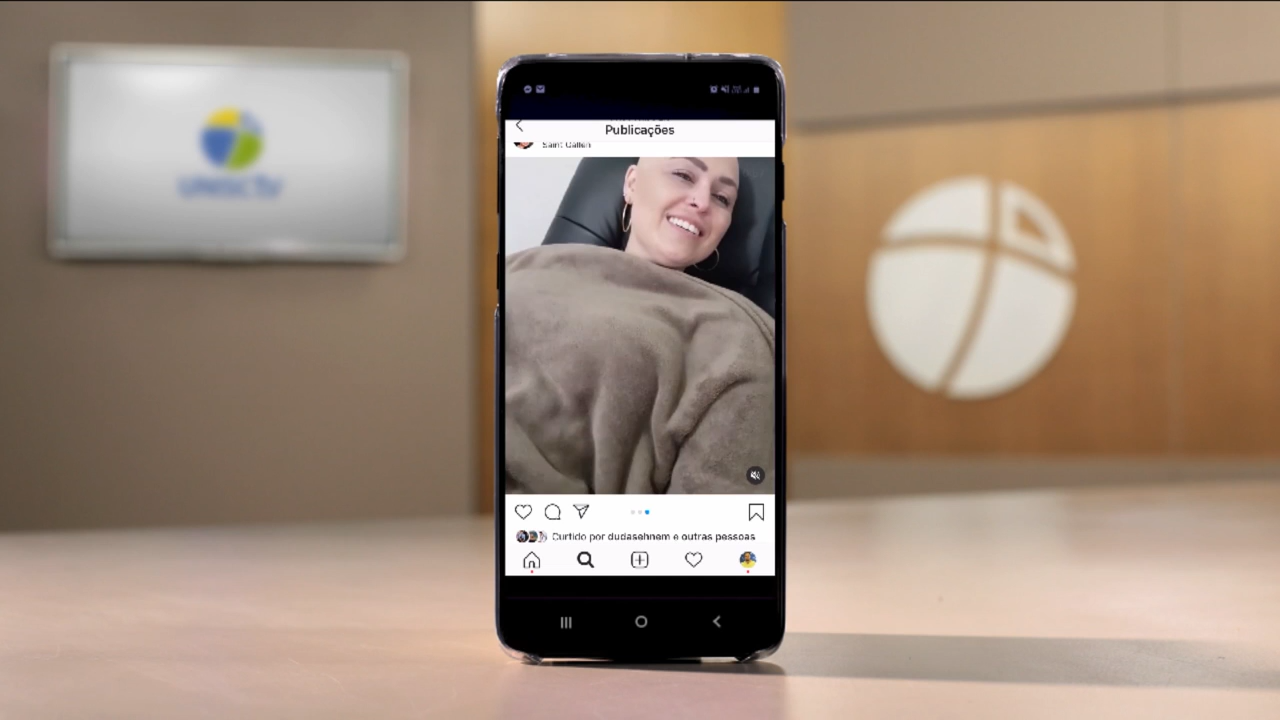 UNISC TV
Publicações
Saint Gallen
Curtido por dudasehnem e outras pessoas